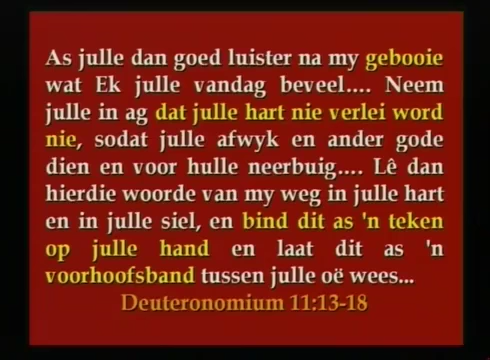 As julle dan goed luister na my gebooie
wat Ek julle vandag beveel.... Neem
julle in ag dat julle hart nie verlei word
nie, sodat julle afwyk en ander gode
dien en voor hulle neerbuig.... Lê dan
hierdie woorde van my weg in julle hart
en in julle siel, en bind dit as 'n teken
op julle hand en laat dit as 'n
voorhoofsband tussen julle oë wees...
Deuteronomium 11:13-18